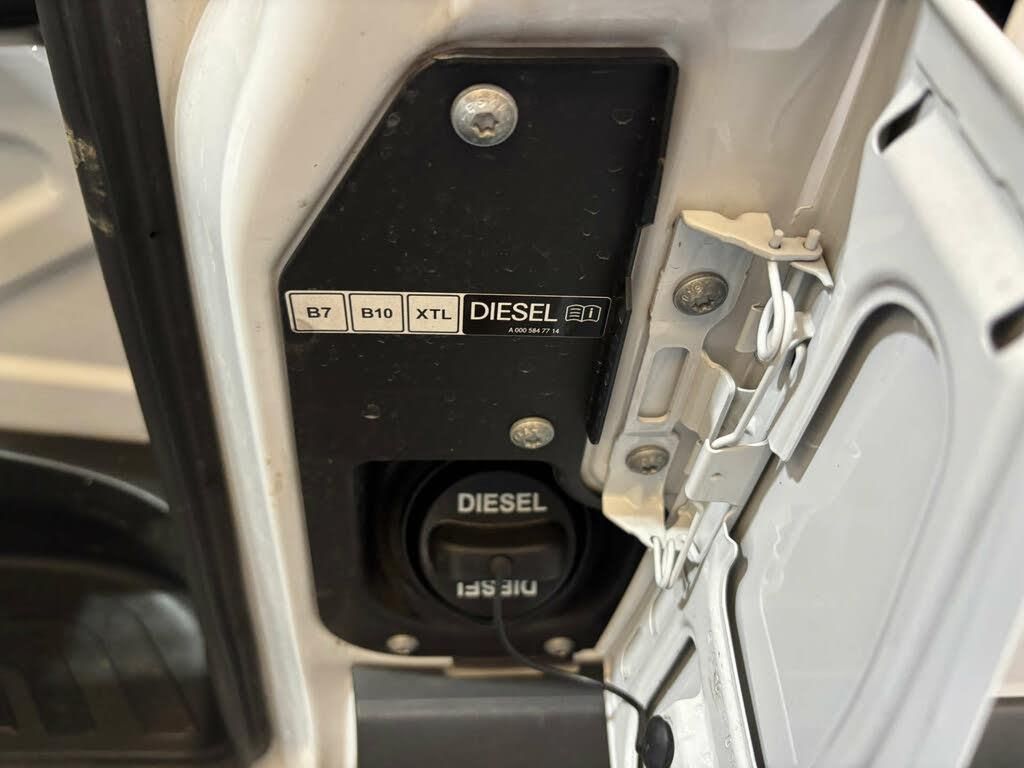 B7 B10 XTL DIESEL
A 000 584 77 14
DIESEL
DIESEL